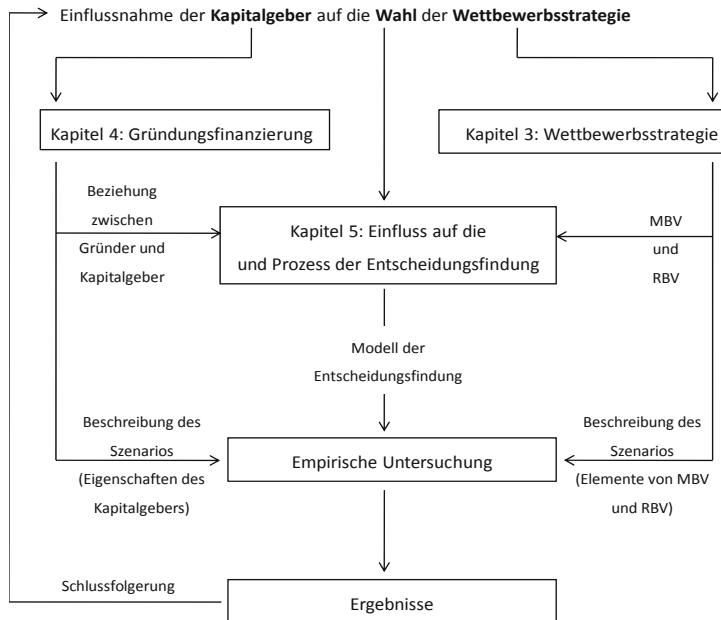 Einflussnahme der Kapitalgeber auf die Wahl der Wettbewerbsstrategie
Kapitel 4: Gründungsfinanzierung
Kapitel 3: Wettbewerbsstrategie
Beziehung
zwischen
Gründer und
Kapitalgeber
Kapitel 5: Einfluss auf die
und Prozess der Entscheidungsfindung
MBV
und
RBV
Modell der
Entscheidungsfindung
Beschreibung des
Szenarios
(Eigenschaften des
Kapitalgebers)
Empirische Untersuchung
Beschreibung des
Szenarios
(Elemente von MBV
und RBV)
Schlussfolgerung
Ergebnisse